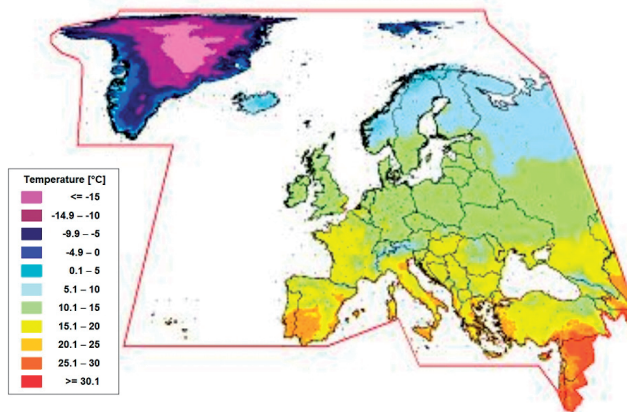 Temperature [°C]
<= -15
-14.9 – -10
-9.9 – -5
-4.9 – 0
0.1 – 5
5.1 – 10
10.1 – 15
15.1 – 20
20.1 – 25
25.1 – 30
>= 30.1